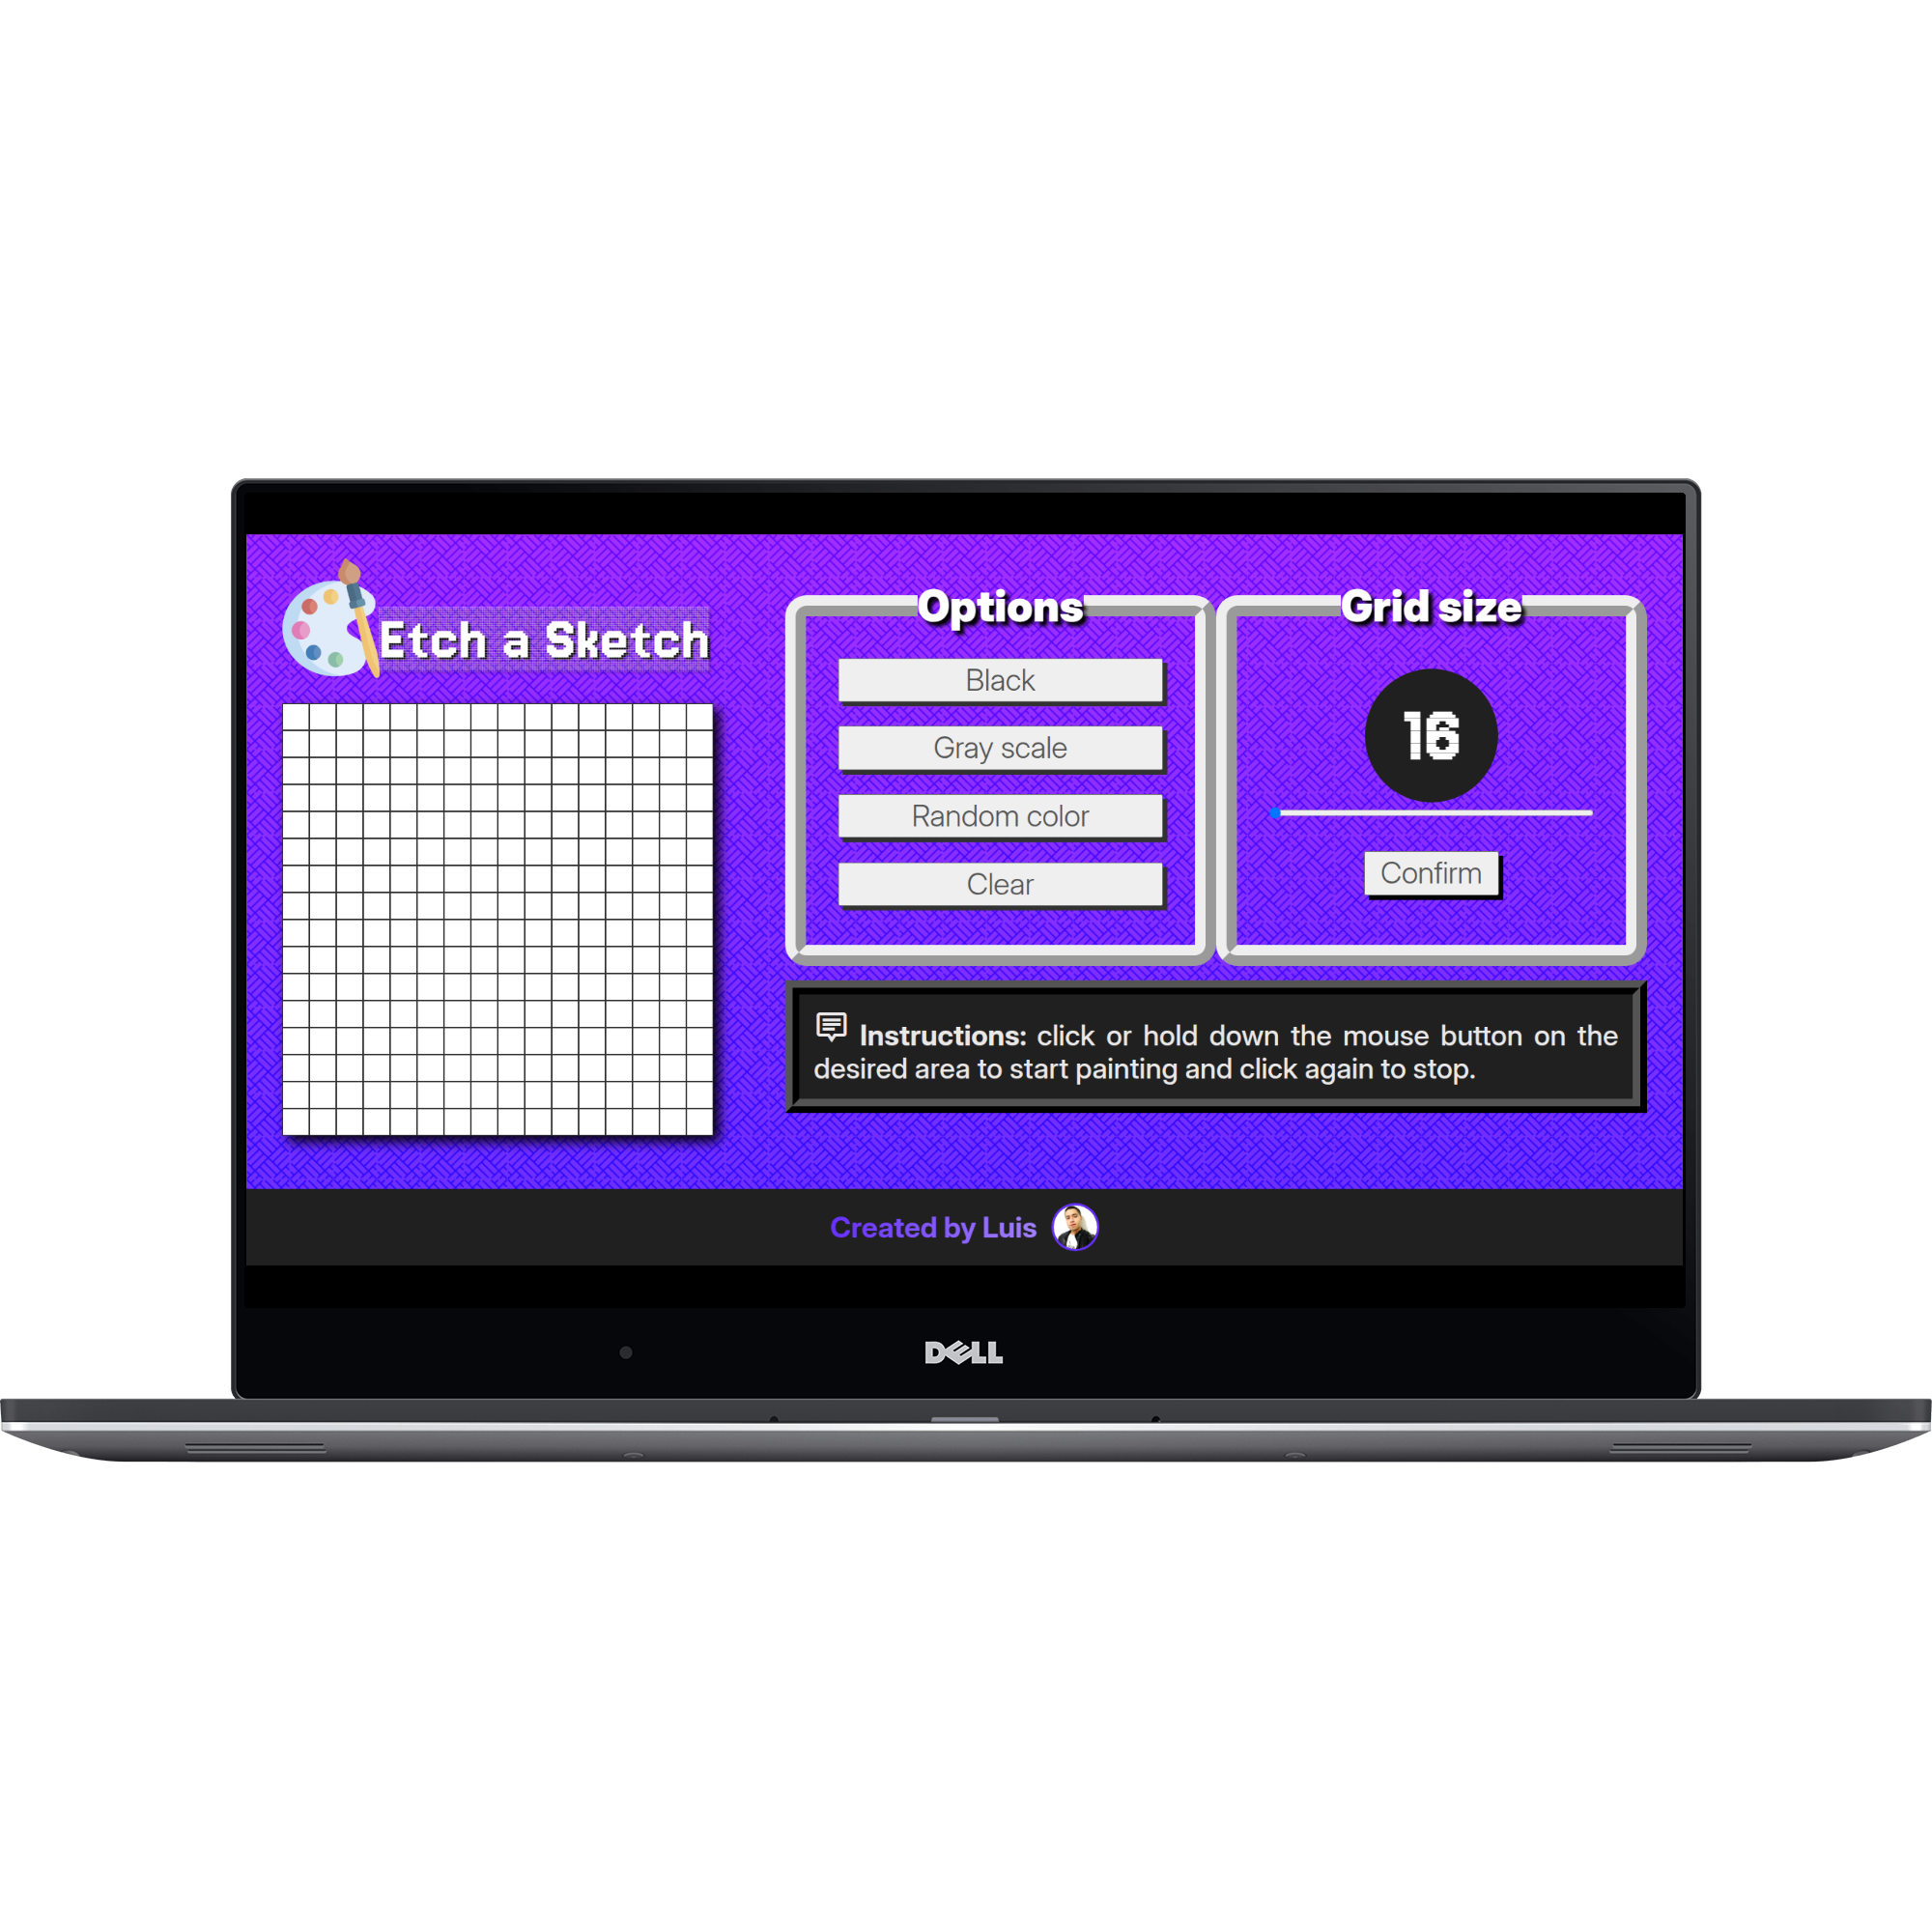 Etch a Sketch
Options
Black
Gray scale
Random color
Clear
Grid size
16
Confirm
Instructions: click or hold down the mouse button on the
desired area to start painting and click again to stop.
Created by Luis
DELL